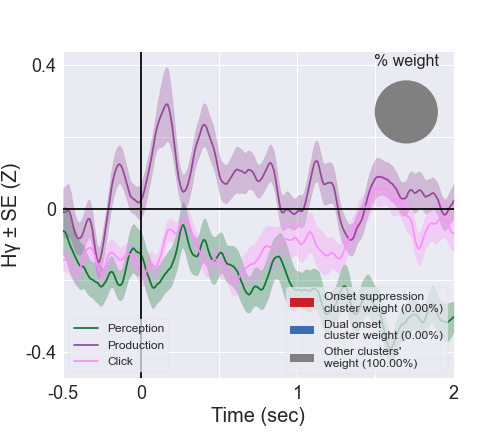 % weight
0.4
0
-0.4
Hγ ± SE (Z)
Perception
Production
Click
Onset suppression
cluster weight (0.00%)
Dual onset
cluster weight (0.00%)
Other clusters'
weight (100.00%)
-0.5
0
1
2
Time (sec)